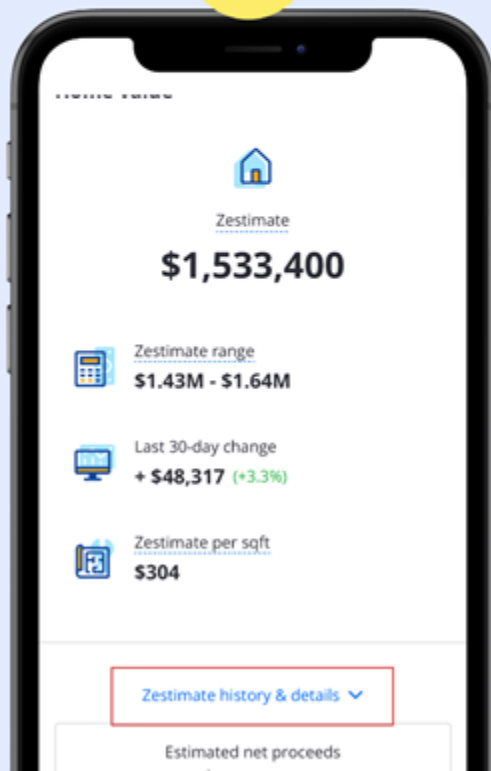 Zestimate
$1,533,400
Zestimate range
$1.43M - $1.64M
Last 30-day change
+ $48,317 (+3.3%)
Zestimate per sqft
$304
Zestimate history & details
Estimated net proceeds